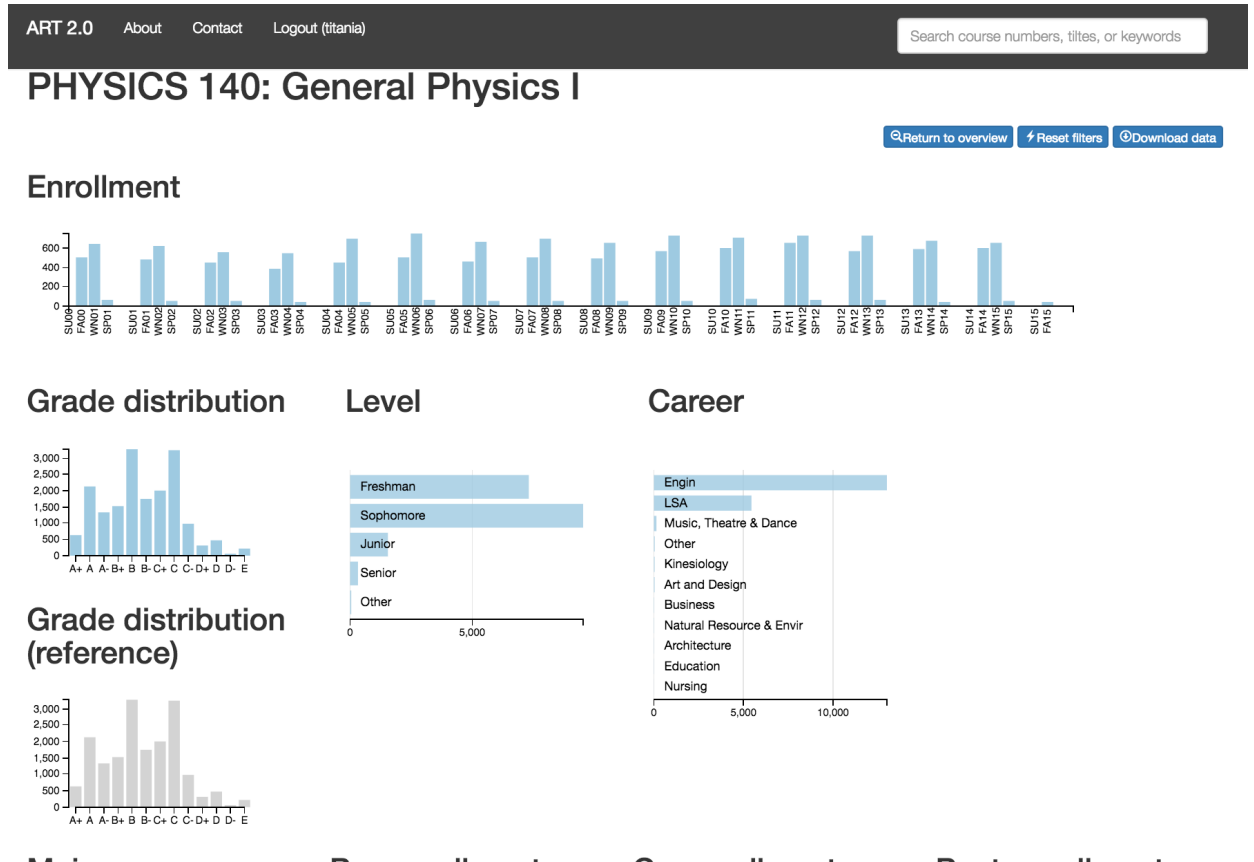 ART 2.0 About Contact Logout (titania) Search course numbers, tiltes, or keywords
PHYSICS 140: General Physics I
Return to overview Reset filters Download data
Enrollment
600
400
200
0
SU00 FA00 WN01 SP01 SU01 FA01 WN02 SP02 SU02 FA02 WN03 SP03 SU03 FA03 WN04 SP04 SU04 FA04 WN05 SP05 SU05 FA05 WN06 SP06 SU06 FA06 WN07 SP07 SU07 FA07 WN08 SP08 SU08 FA08 WN09 SP09 SU09 FA09 WN10 SP10 SU10 FA10 WN11 SP11 SU11 FA11 WN12 SP12 SU12 FA12 WN13 SP13 SU13 FA13 WN14 SP14 SU14 FA14 WN15 SP15 SU15 FA15
Grade distribution
3,000
2,500
2,000
1,500
1,000
500
0
A+ A A- B+ B B- C+ C C- D+ D D- E
Level
Freshman
Sophomore
Junior
Senior
Other
0 5,000
Career
Engin
LSA
Music, Theatre & Dance
Other
Kinesiology
Art and Design
Business
Natural Resource & Envir
Architecture
Education
Nursing
0 5,000 10,000
Grade distribution
(reference)
3,000
2,500
2,000
1,500
1,000
500
0
A+ A A- B+ B B- C+ C C- D+ D D- E